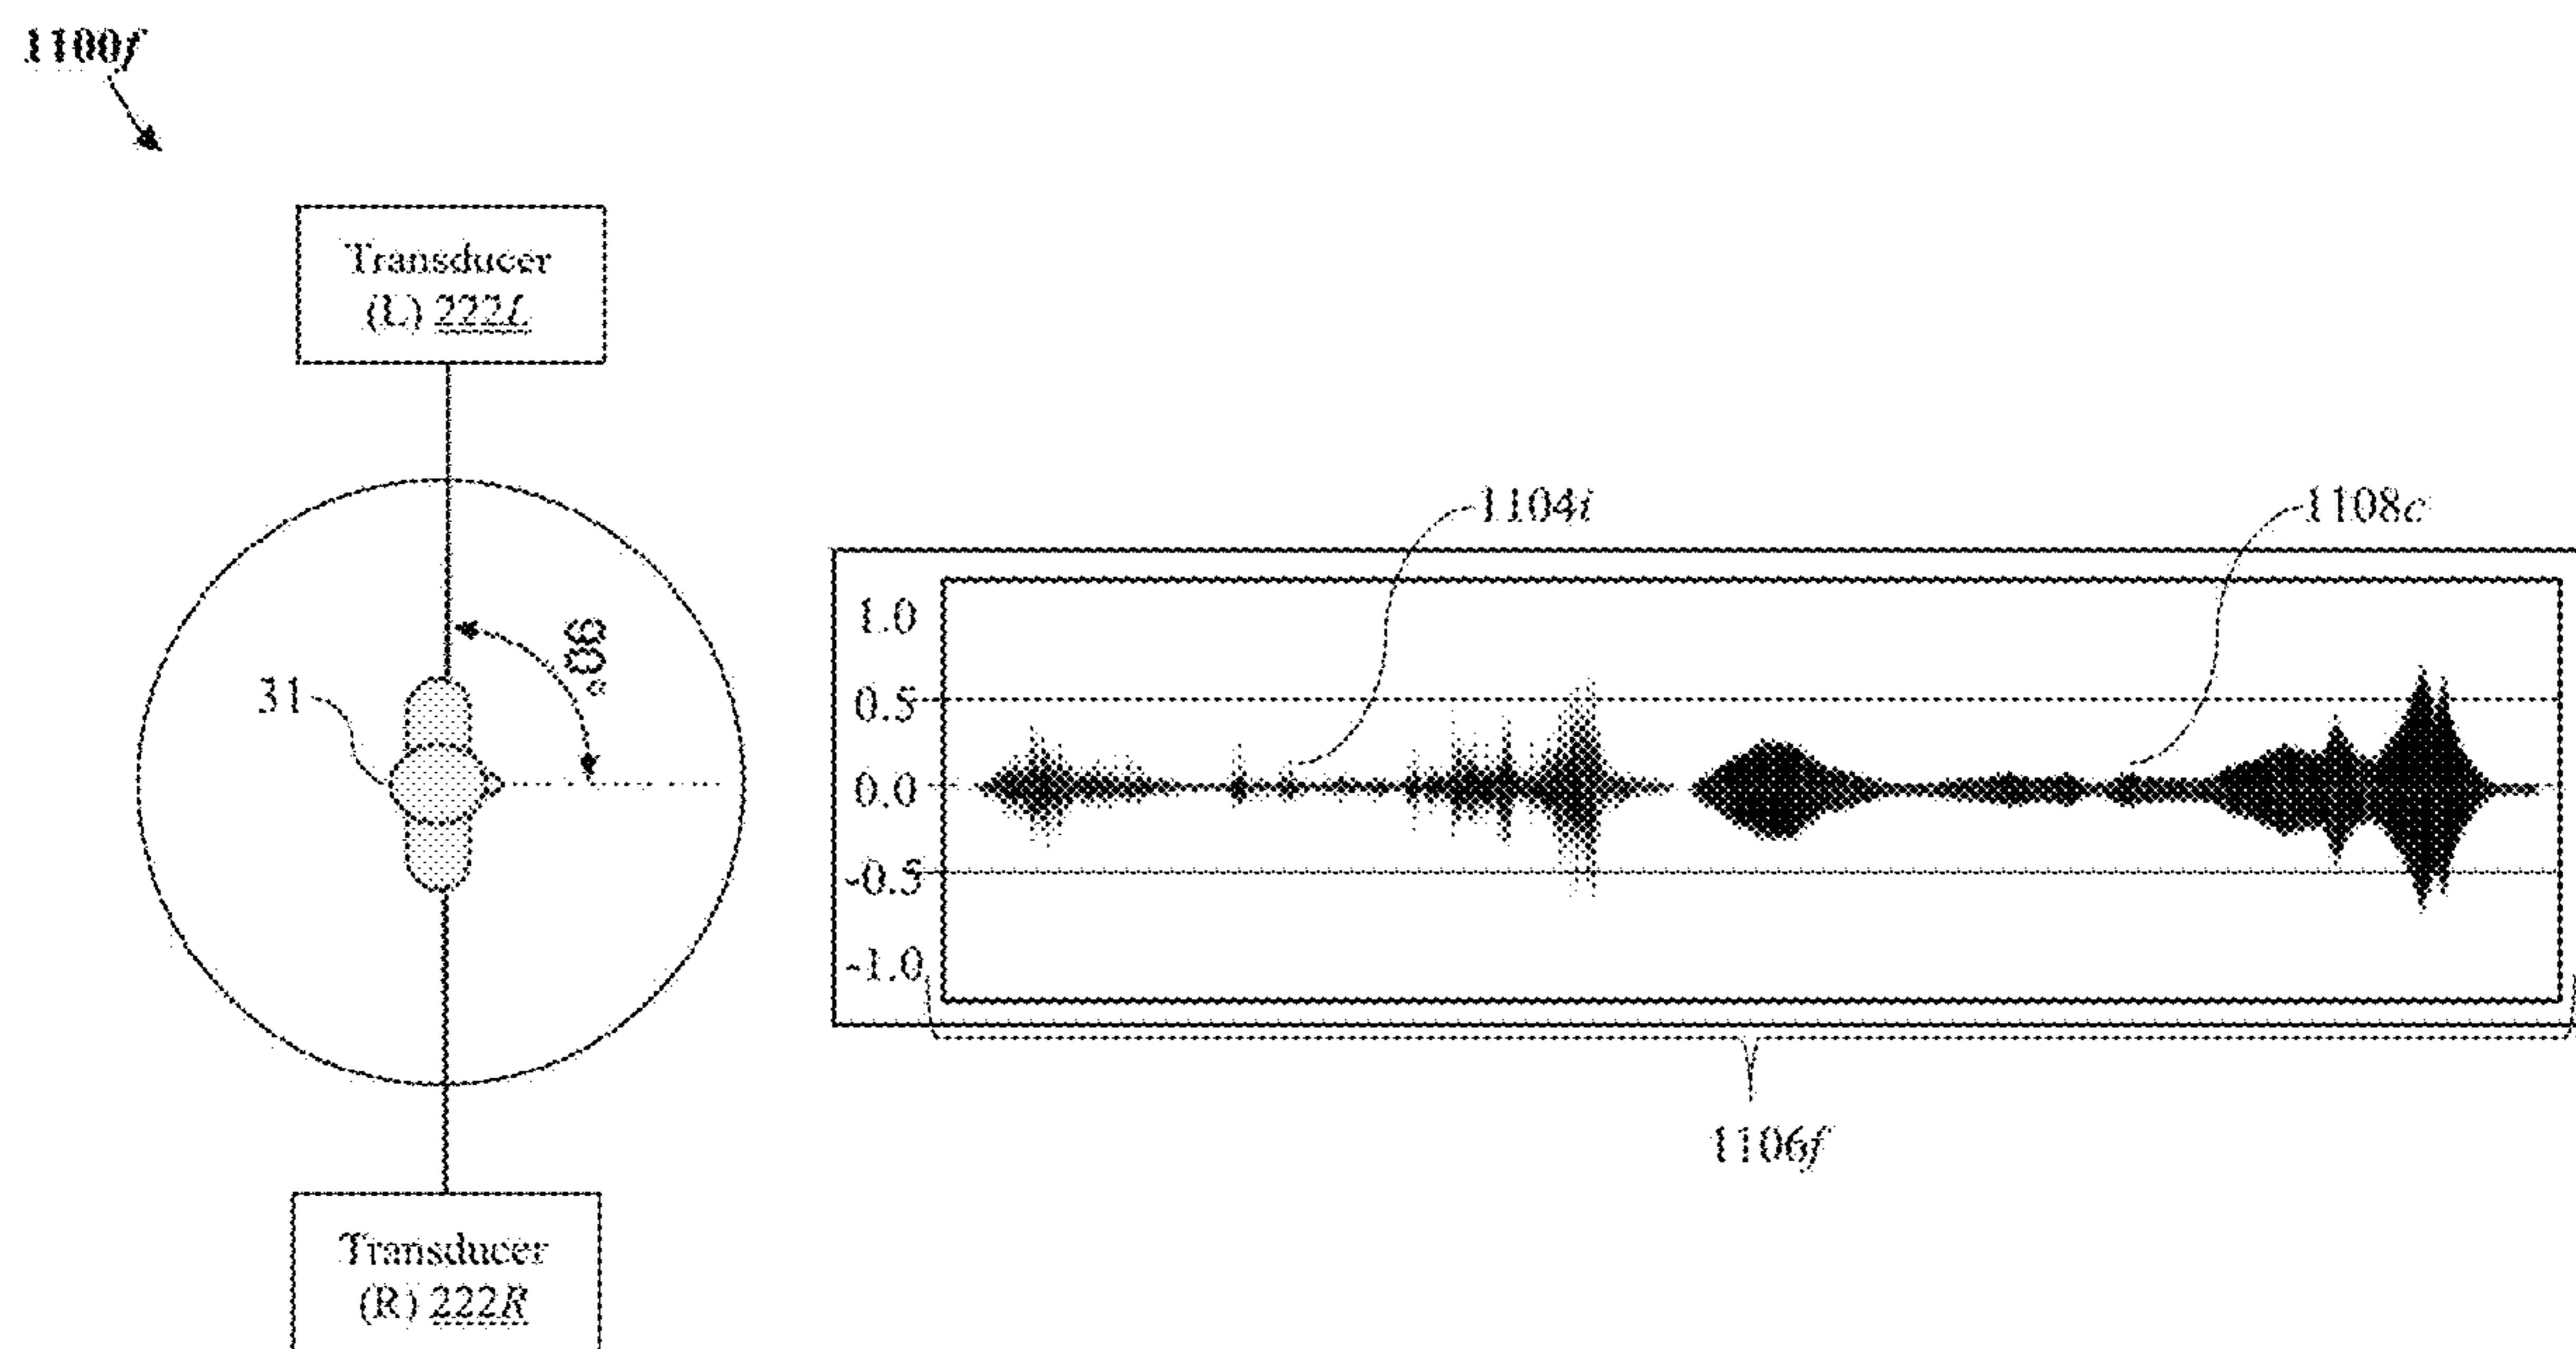 1100f
Transducer
(L) 222L
90°
31
Transducer
(R) 222R
1104i
1108c
1.0
0.5
0.0
-0.5
-1.0
1106f